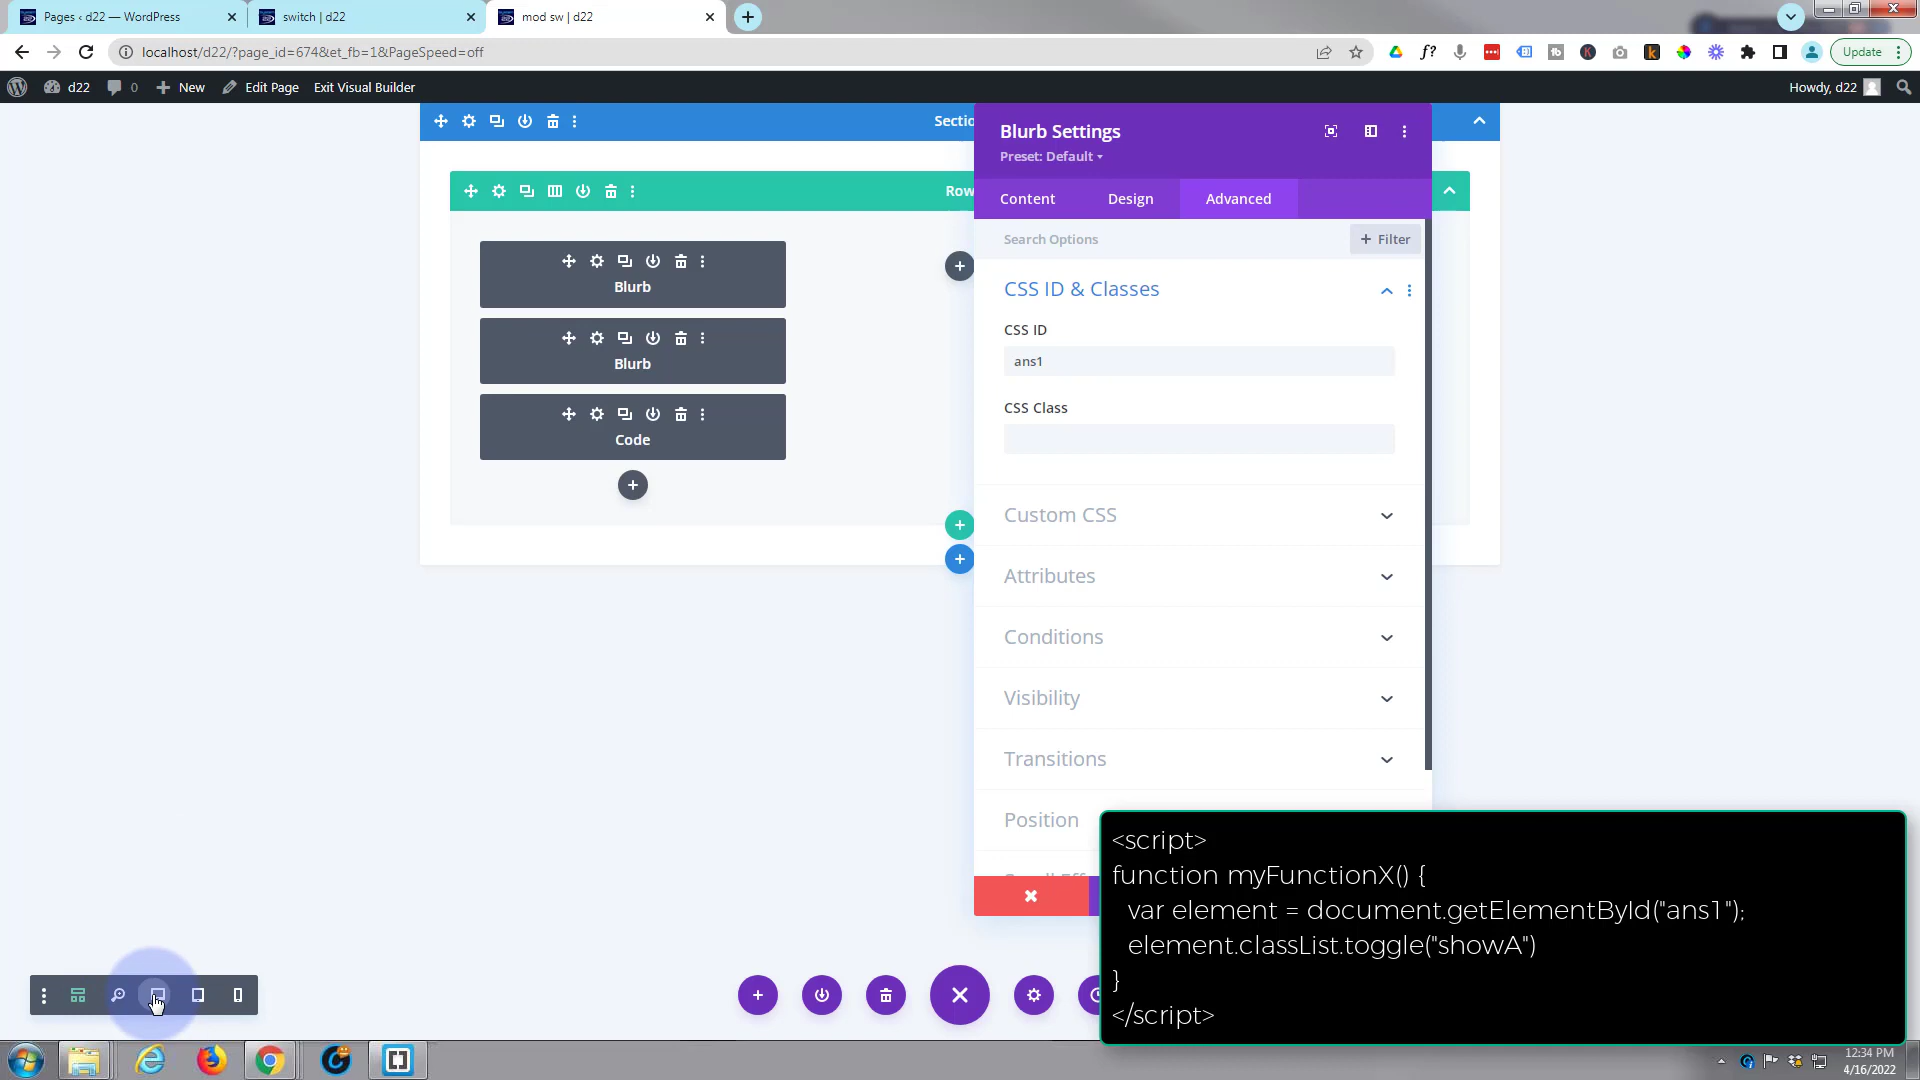 Pages ‹ d22 — WordPress
switch | d22
mod sw | d22
localhost/d22/?page_id=674&et_fb=1&PageSpeed=off
Update
d22
0
New
Edit Page
Exit Visual Builder
Howdy, d22
Sectio
Blurb Settings
Preset: Default
Row
Content
Design
Advanced
Search Options
Filter
Blurb
CSS ID & Classes
CSS ID
ans1
Blurb
CSS Class
Code
Custom CSS
Attributes
Conditions
Visibility
Transitions
Position
<script>
function myFunctionX() {
var element = document.getElementById("ans1");
element.classList.toggle("showA")
}
</script>
12:34 PM
4/16/2022